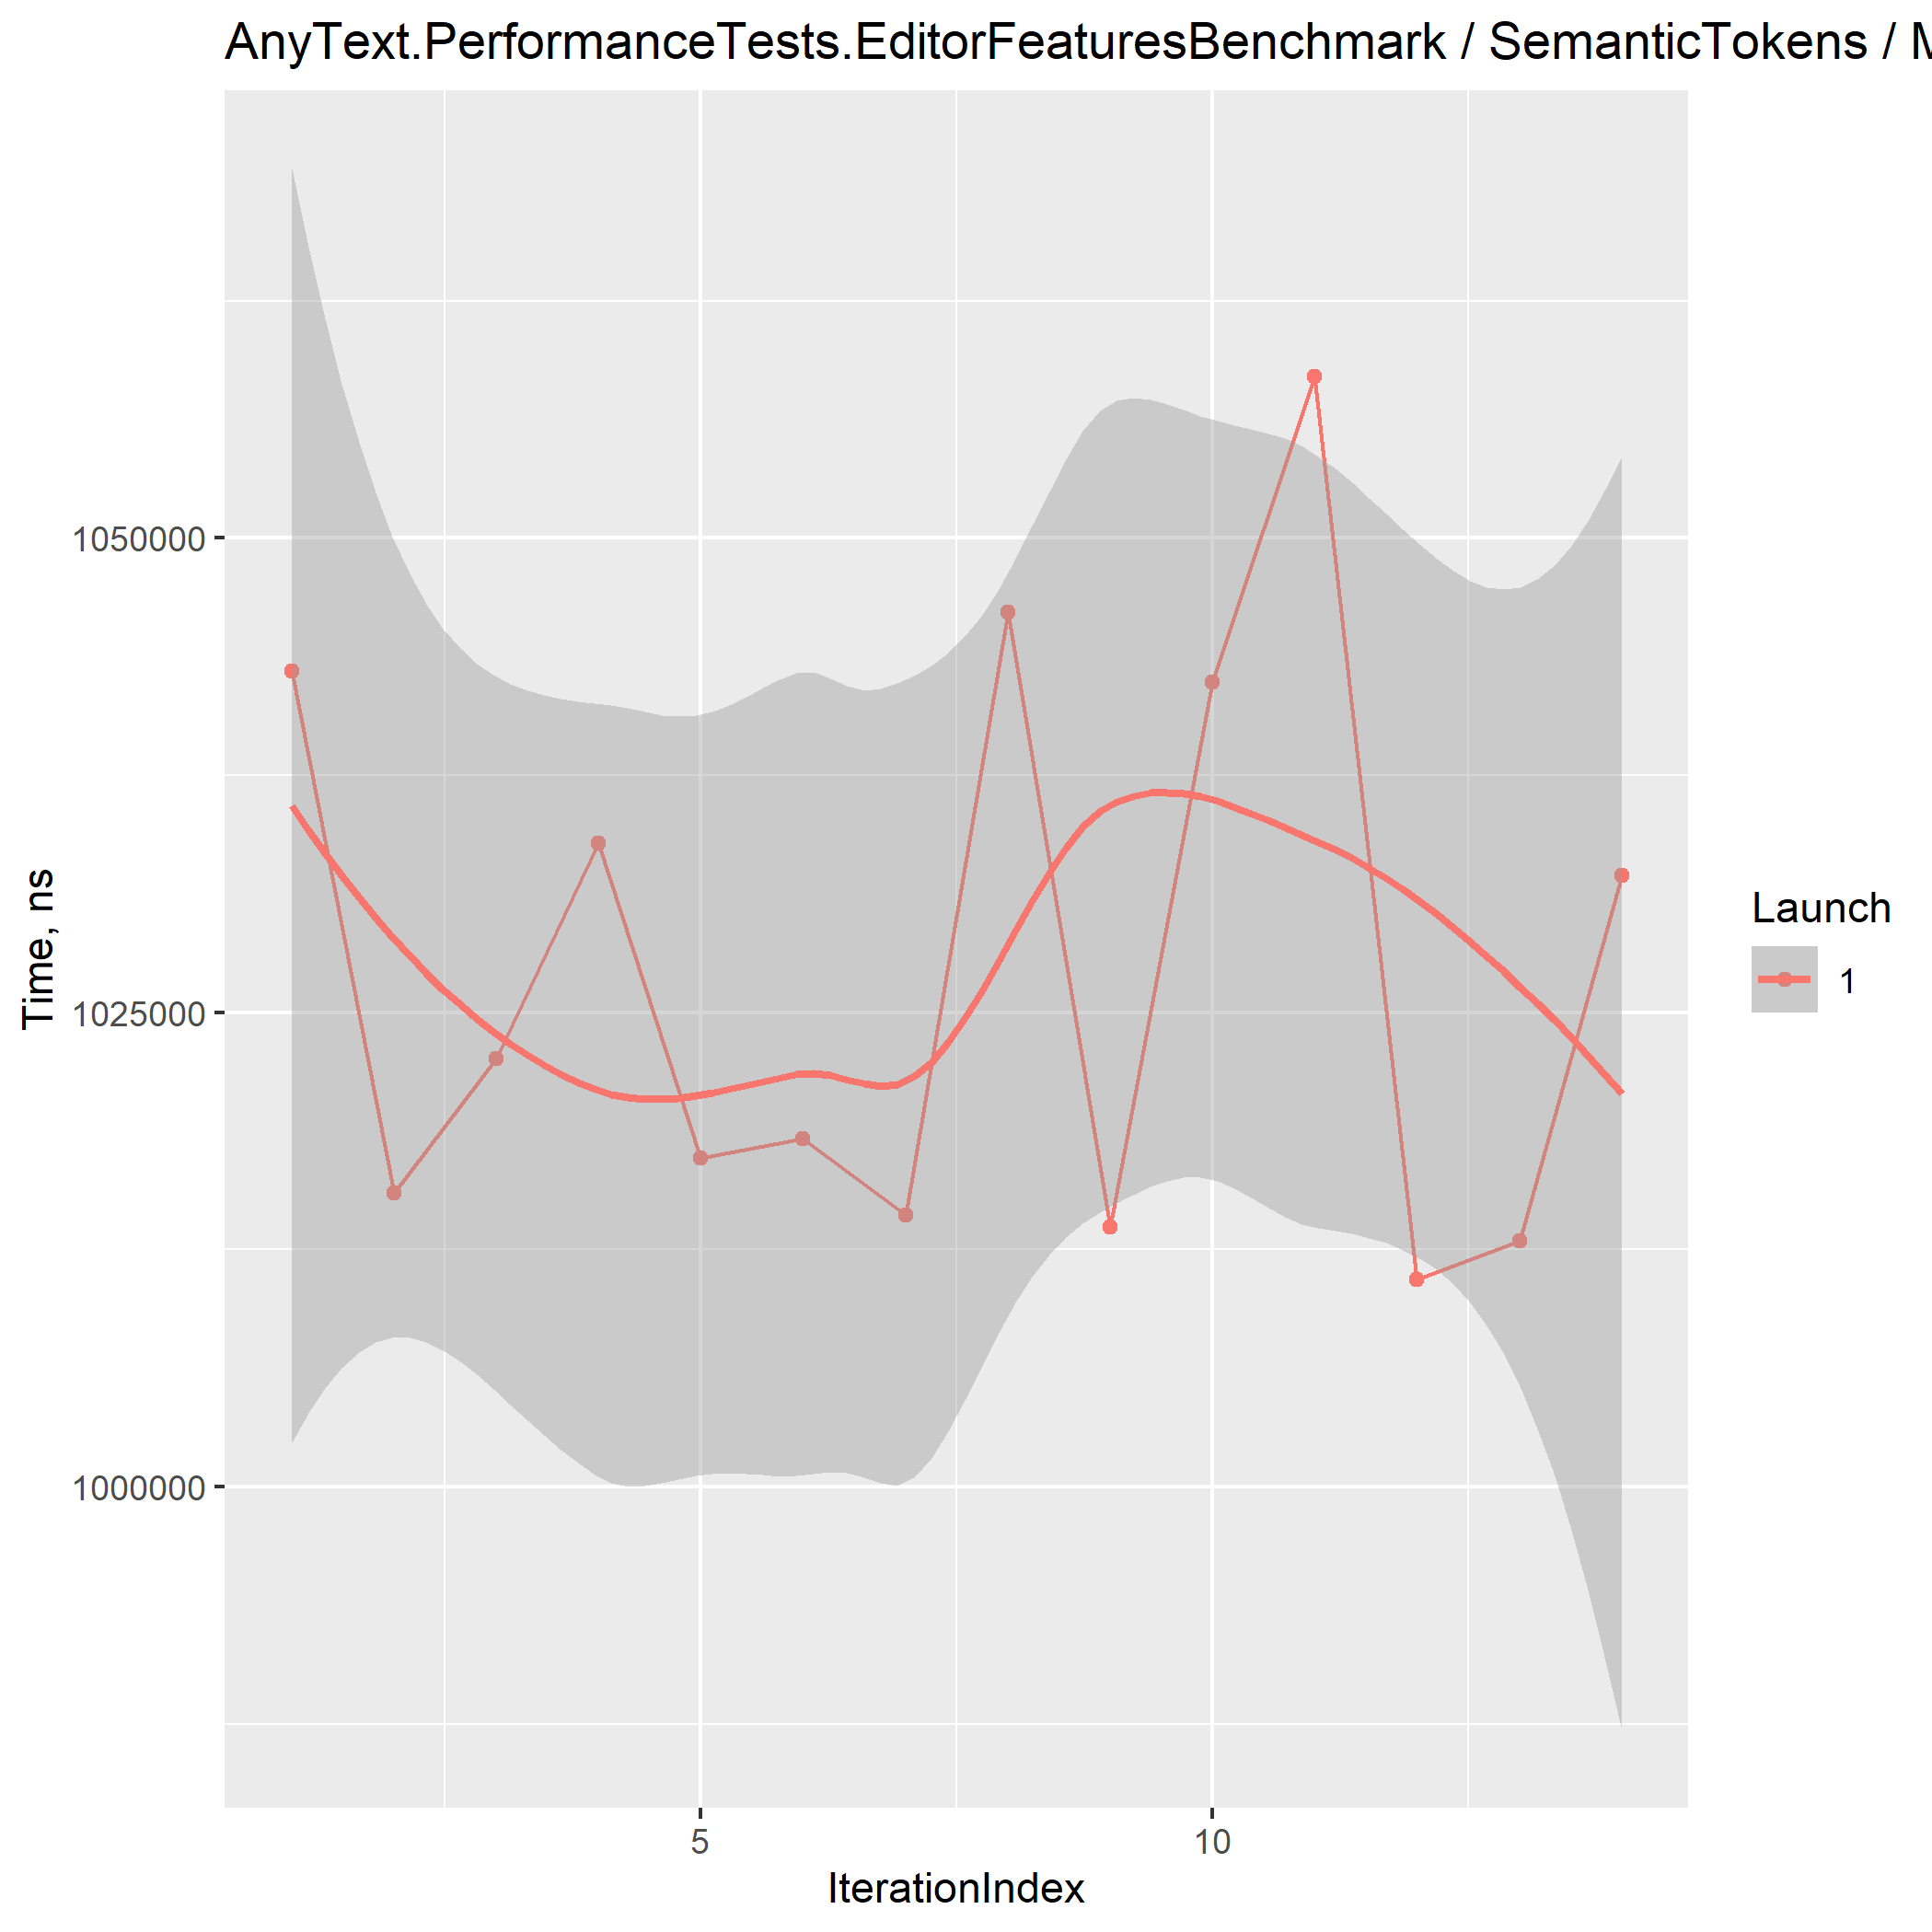 AnyText.PerformanceTests.EditorFeaturesBenchmark / SemanticTokens /
Time, ns
1050000
1025000
1000000
5
10
IterationIndex
Launch
1